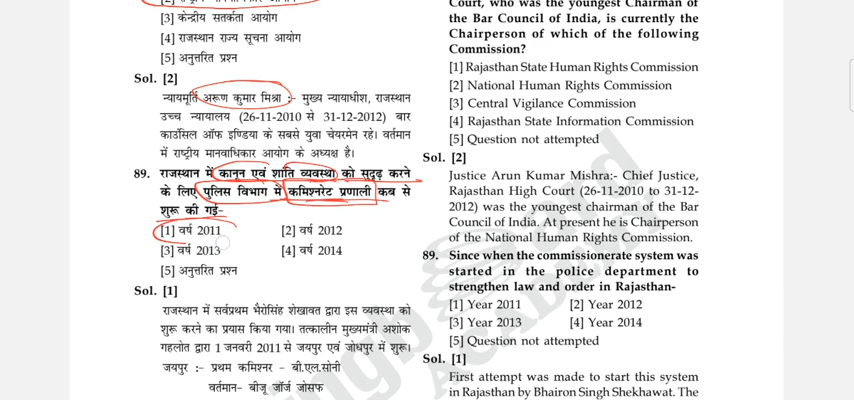 [3] केन्द्रीय सतर्कता आयोग
[4] राजस्थान राज्य सूचना आयोग
[5] अनुत्तरित प्रश्न
Sol. [2]
न्यायमूर्ति अरूण कुमार मिश्रा :- मुख्य न्यायाधीश, राजस्थान
उच्च न्यायालय (26-11-2010 से 31-12-2012) बार
काउंसिल ऑफ इण्डिया के सबसे युवा चेयरमेन रहे। वर्तमान
में राष्ट्रीय मानवाधिकार आयोग के अध्यक्ष है।
89. राजस्थान में कानून एवं शांति व्यवस्था को सुदृढ़ करने
के लिए पुलिस विभाग में कमिश्नरेट प्रणाली कब से
शुरू की गई-
[1] वर्ष 2011 [2] वर्ष 2012
[3] वर्ष 2013 [4] वर्ष 2014
[5] अनुत्तरित प्रश्न
Sol. [1]
राजस्थान में सर्वप्रथम भैरोसिंह शेखावत द्वारा इस व्यवस्था को
शुरू करने का प्रयास किया गया। तत्कालीन मुख्यमंत्री अशोक
गहलोत द्वारा 1 जनवरी 2011 से जयपुर एवं जोधपुर में शुरू।
जयपुर :- प्रथम कमिश्नर - बी.एल.सोनी
वर्तमान- बीजू जॉर्ज जोसफ
Court, who was the youngest Chairman of
the Bar Council of India, is currently the
Chairperson of which of the following
Commission?
[1] Rajasthan State Human Rights Commission
[2] National Human Rights Commission
[3] Central Vigilance Commission
[4] Rajasthan State Information Commission
[5] Question not attempted
Sol. [2]
Justice Arun Kumar Mishra:- Chief Justice,
Rajasthan High Court (26-11-2010 to 31-12-
2012) was the youngest chairman of the Bar
Council of India. At present he is Chairperson
of the National Human Rights Commission.
89. Since when the commissionerate system was
started in the police department to
strengthen law and order in Rajasthan-
[1] Year 2011 [2] Year 2012
[3] Year 2013 [4] Year 2014
[5] Question not attempted
Sol. [1]
First attempt was made to start this system
in Rajasthan by Bhairon Singh Shekhawat. The